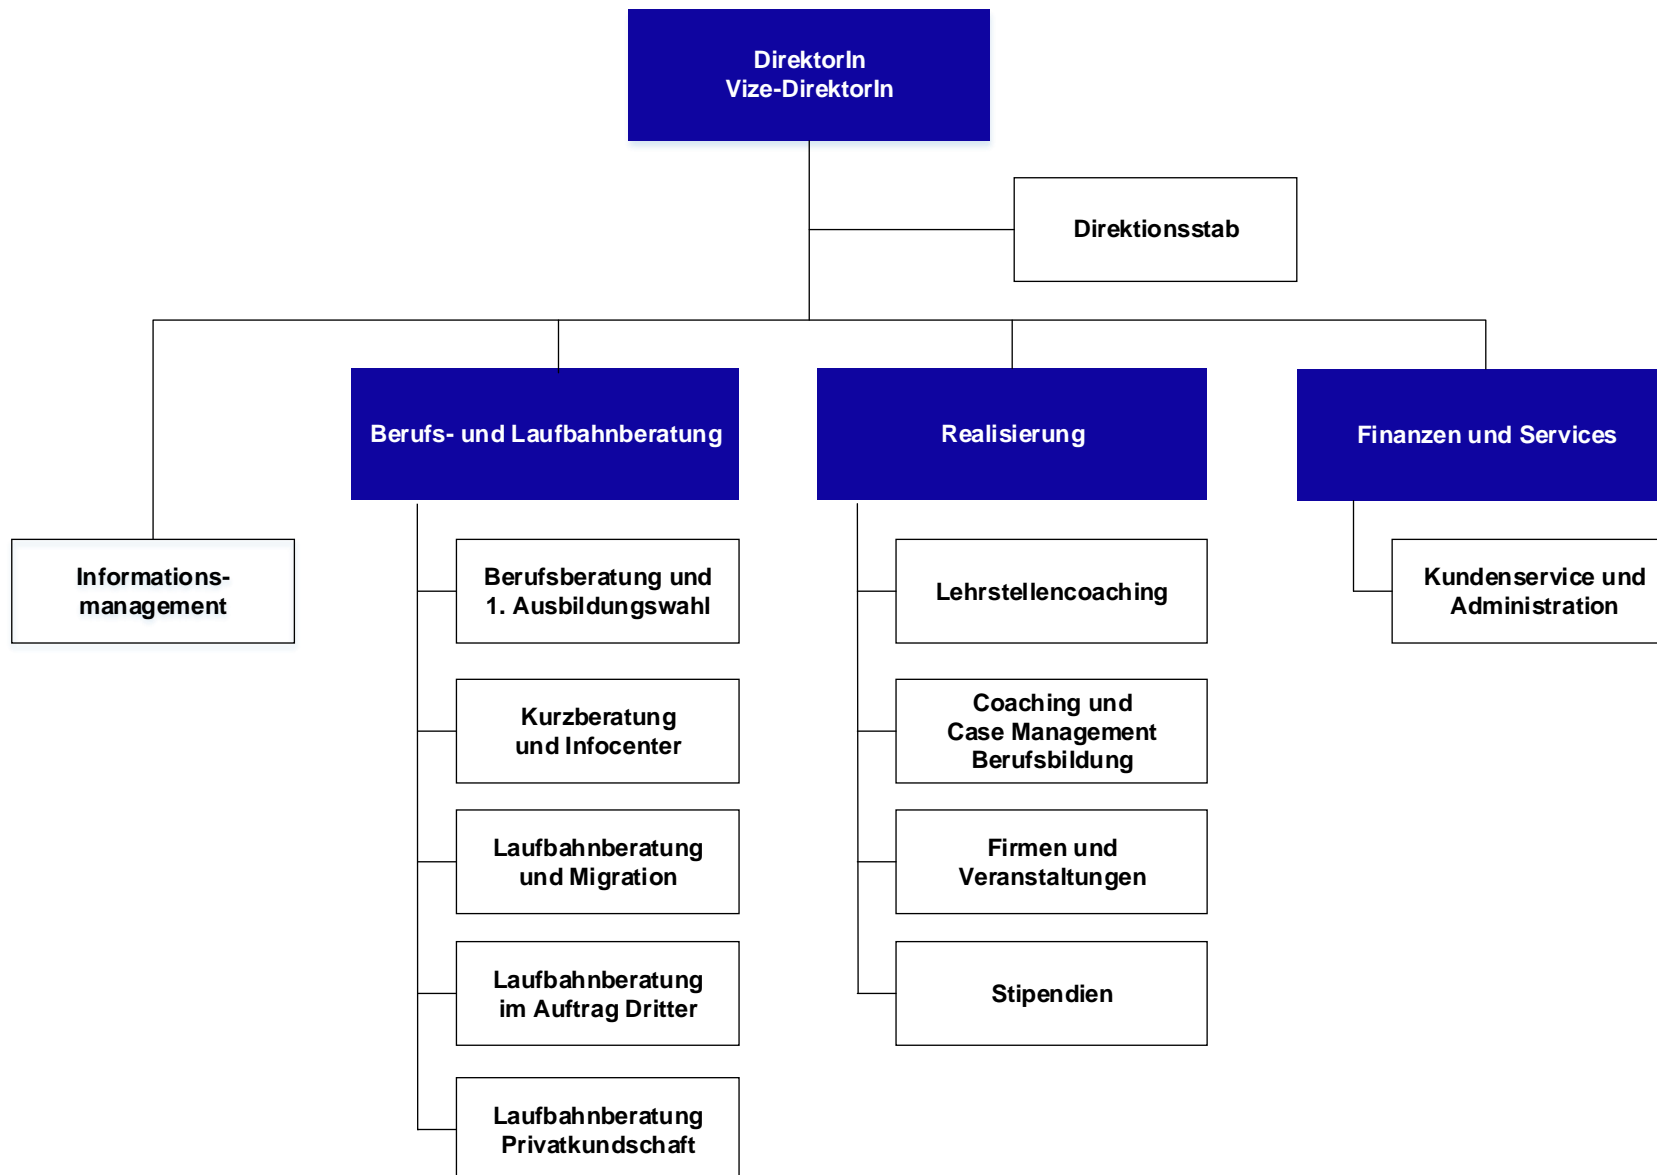 DirektorIn
Vize-DirektorIn
Direktionsstab
Berufs- und Laufbahnberatung
Realisierung
Finanzen und Services
Informations-
management
Berufsberatung und
1. Ausbildungswahl
Kurzberatung
und Infocenter
Laufbahnberatung
und Migration
Laufbahnberatung
im Auftrag Dritter
Laufbahnberatung
Privatkundschaft
Lehrstellencoaching
Coaching und
Case Management
Berufsbildung
Firmen und
Veranstaltungen
Stipendien
Kundenservice und
Administration